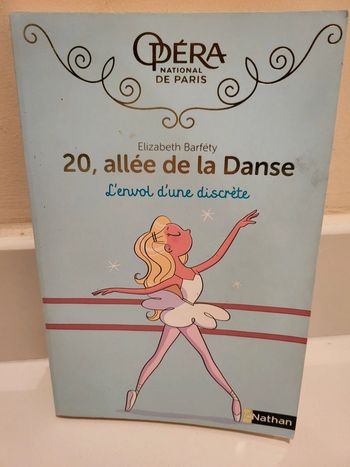 OPÉRA
NATIONAL
DE PARIS
Elizabeth Barféty
20, allée de la Danse
L'envol d'une discrète
Nathan